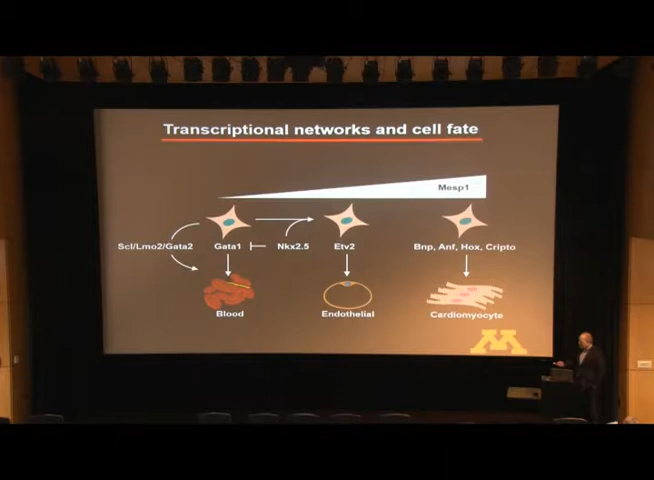 Transcriptional networks and cell fate
Mesp1
Scl/Lmo2/Gata2 Gata1 Nkx2.5 Etv2 Bnp, Anf, Hox, Cripto
Blood Endothelial Cardiomyocyte
M